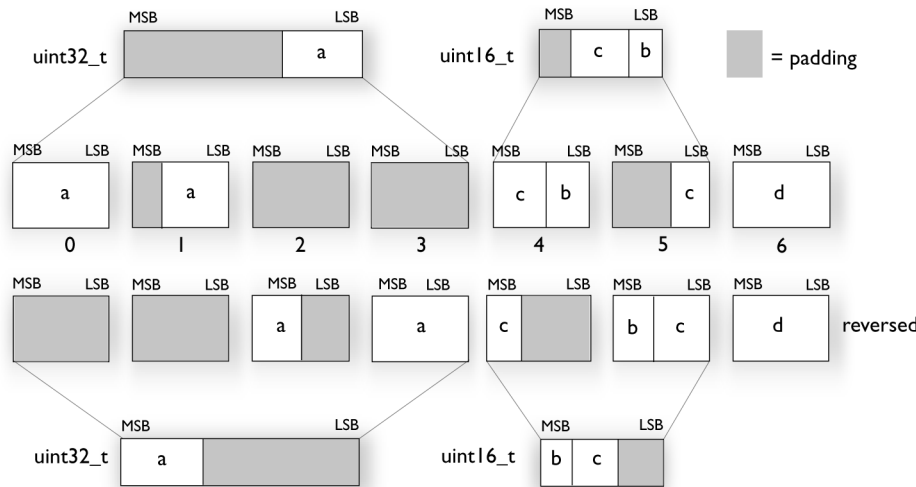 MSB LSB MSB LSB
uint32_t a uint16_t c b = padding
MSB LSB MSB LSB MSB LSB MSB LSB MSB LSB MSB LSB MSB LSB
a a c b c d
0 1 2 3 4 5 6
MSB LSB MSB LSB MSB LSB MSB LSB MSB LSB MSB LSB MSB LSB
a a c b c d reversed
MSB LSB MSB LSB
uint32_t a uint16_t b c